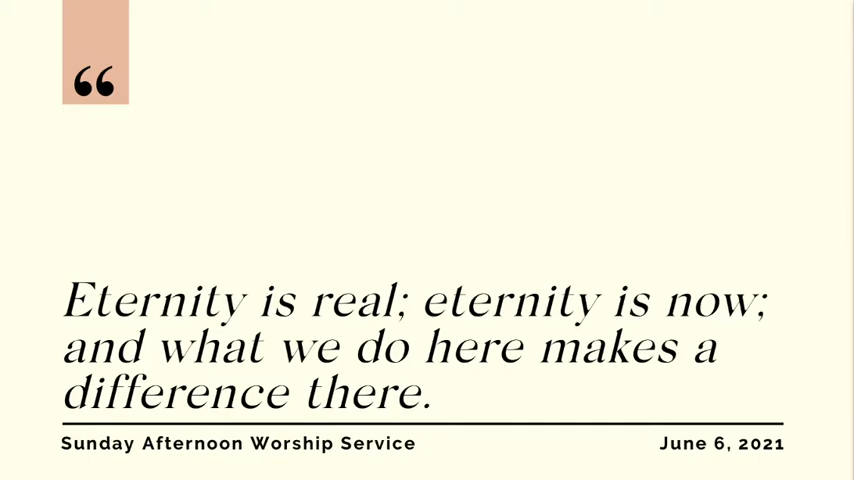 “
Eternity is real; eternity is now;
and what we do here makes a
difference there.
Sunday Afternoon Worship Service
June 6, 2021